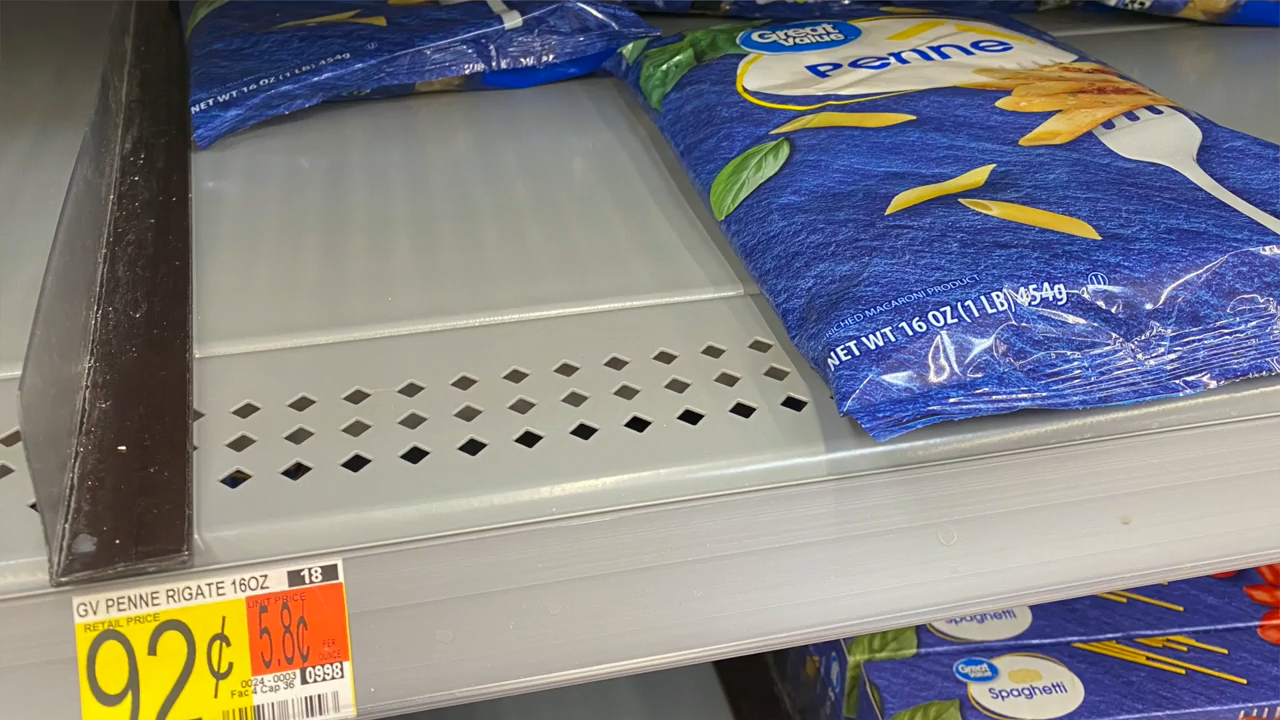 NET WT 16 OZ (1 LB) 454g
Great
Value
Penne
RICHED MACARONI PRODUCT
NET WT 16 OZ (1 LB) 454g
GV PENNE RIGATE 16OZ
18
RETAIL PRICE
92¢
UNIT PRICE
5.8¢
PER
OUNCE
0024-0003
0998
Fac 4 Cap 36
Spaghetti
Great
Value
Spaghetti